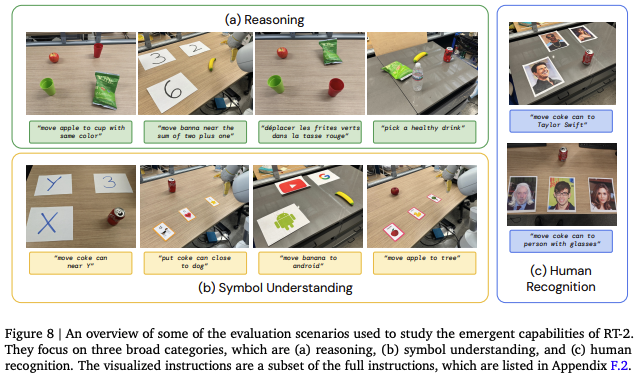 (a) Reasoning
3
2
6
"move apple to cup with
same color"
"move banna near the
sum of two plus one"
"déplacer les frites verts
dans la tasse rouge"
"pick a healthy drink"
Y
3
X
"move coke can
near Y"
"put coke can close
to dog"
"move banana to
android"
"move apple to tree"
(b) Symbol Understanding
"move coke can to
Taylor Swift"
"move coke can to
person with glasses"
(c) Human
Recognition
Figure 8 | An overview of some of the evaluation scenarios used to study the emergent capabilities of RT-2.
They focus on three broad categories, which are (a) reasoning, (b) symbol understanding, and (c) human
recognition. The visualized instructions are a subset of the full instructions, which are listed in Appendix F.2.